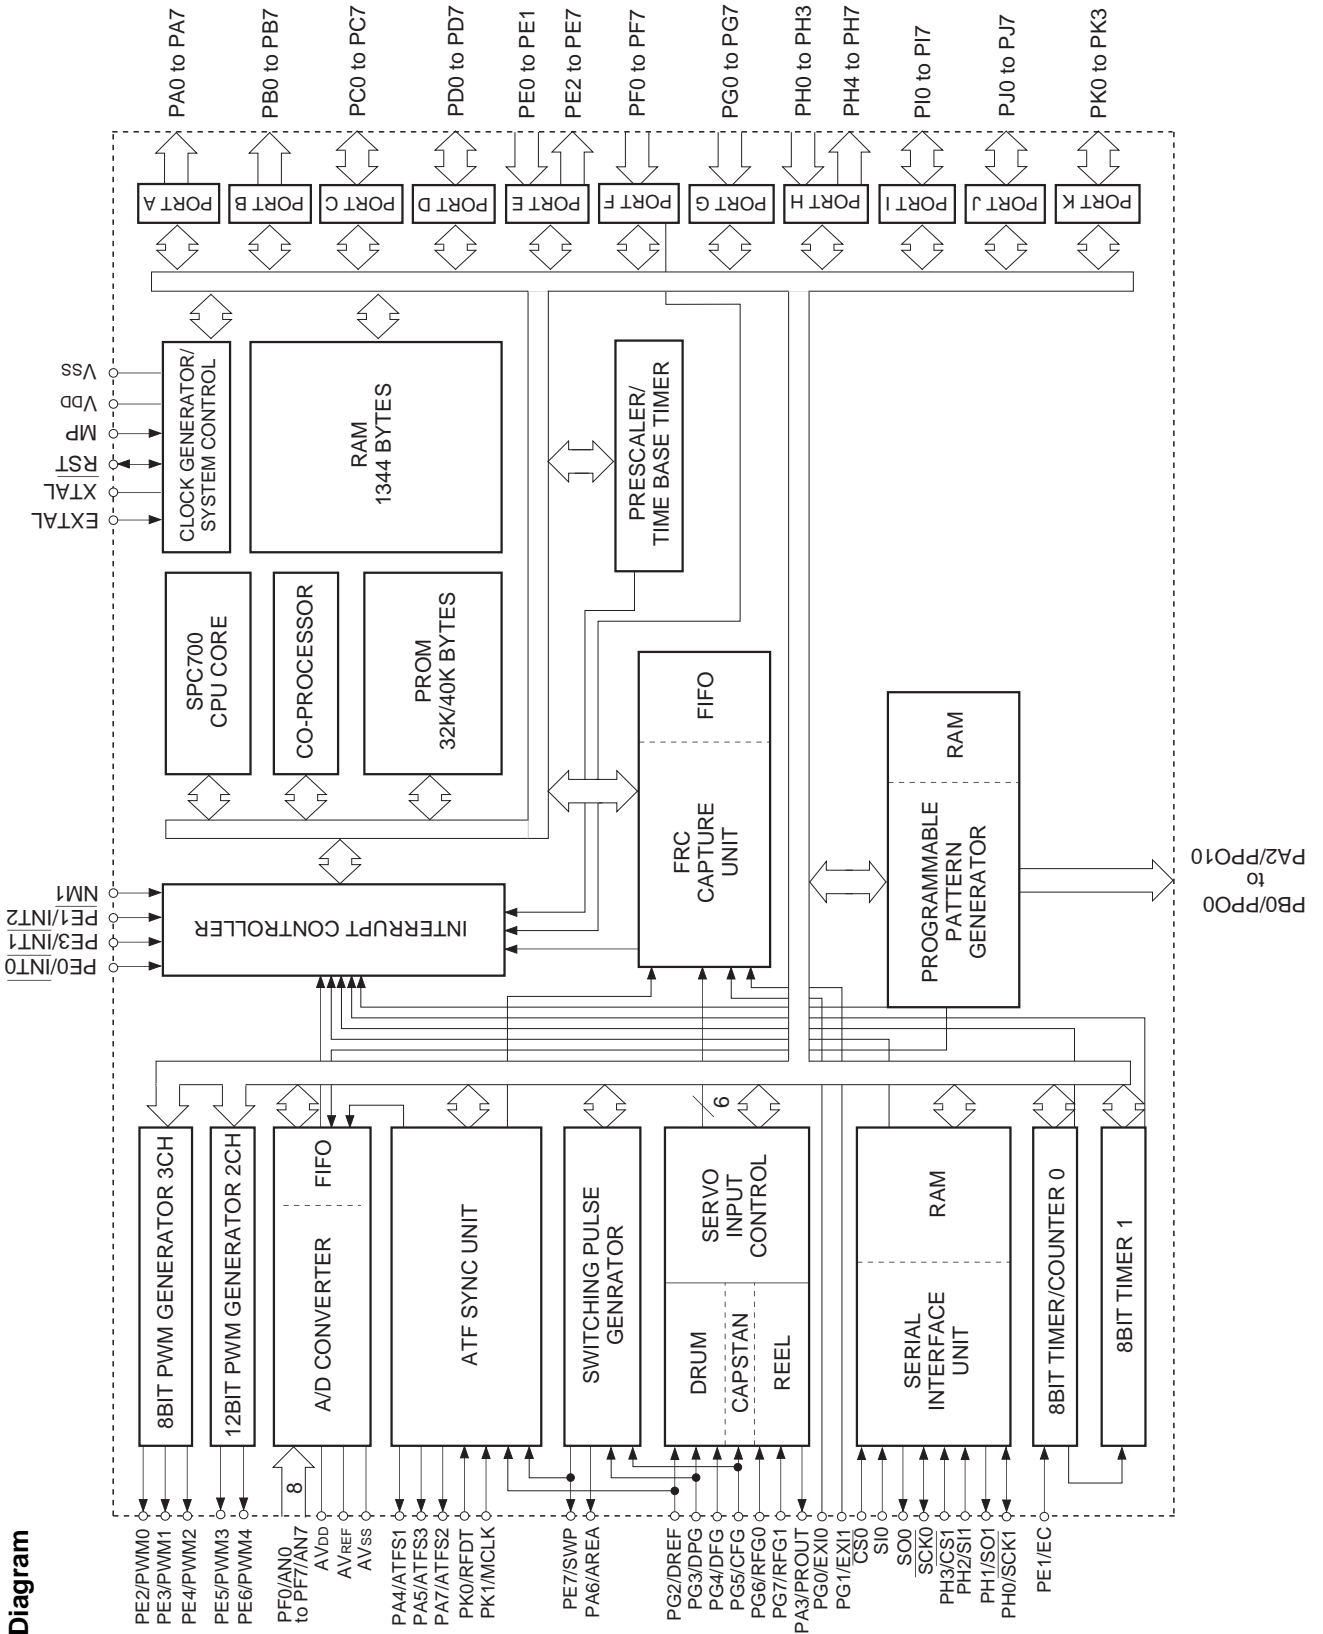 Diagram
PA0 to PA7
PB0 to PB7
PC0 to PC7
PD0 to PD7
PE0 to PE1
PE2 to PE7
PF0 to PF7
PG0 to PG7
PH0 to PH3
PH4 to PH7
PI0 to PI7
PJ0 to PJ7
PK0 to PK3
PORT A
PORT B
PORT C
PORT D
PORT E
PORT F
PORT G
PORT H
PORT I
PORT J
PORT K
VSS
VDD
MP
RST
XTAL
EXTAL
CLOCK GENERATOR/
SYSTEM CONTROL
RAM
1344 BYTES
PRESCALER/
TIME BASE TIMER
SPC700
CPU CORE
CO-PROCESSOR
PROM
32K/40K BYTES
FRC
CAPTURE
UNIT
FIFO
PROGRAMMABLE
PATTERN
GENERATOR
RAM
PB0/PPO0
to
PA2/PPO10
NM1
PE1/INT2
PE3/INT1
PE0/INT0
INTERRUPT CONTROLLER
8BIT PWM GENERATOR 3CH
12BIT PWM GENERATOR 2CH
A/D CONVERTER
FIFO
ATF SYNC UNIT
SWITCHING PULSE
GENRATOR
SERVO
INPUT
CONTROL
DRUM
CAPSTAN
REEL
6
SERIAL
INTERFACE
UNIT
RAM
8BIT TIMER/COUNTER 0
8BIT TIMER 1
8
PE2/PWM0
PE3/PWM1
PE4/PWM2
PE5/PWM3
PE6/PWM4
PF0/AN0
to PF7/AN7
AVDD
AVREF
AVSS
PA4/ATFS1
PA5/ATFS3
PA7/ATFS2
PK0/RFDT
PK1/MCLK
PE7/SWP
PA6/AREA
PG2/DREF
PG3/DPG
PG4/DFG
PG5/CFG
PG6/RFG0
PG7/RFG1
PA3/PROUT
PG0/EXI0
PG1/EXI1
CS0
SI0
SO0
SCK0
PH3/CS1
PH2/SI1
PH1/SO1
PH0/SCK1
PE1/EC